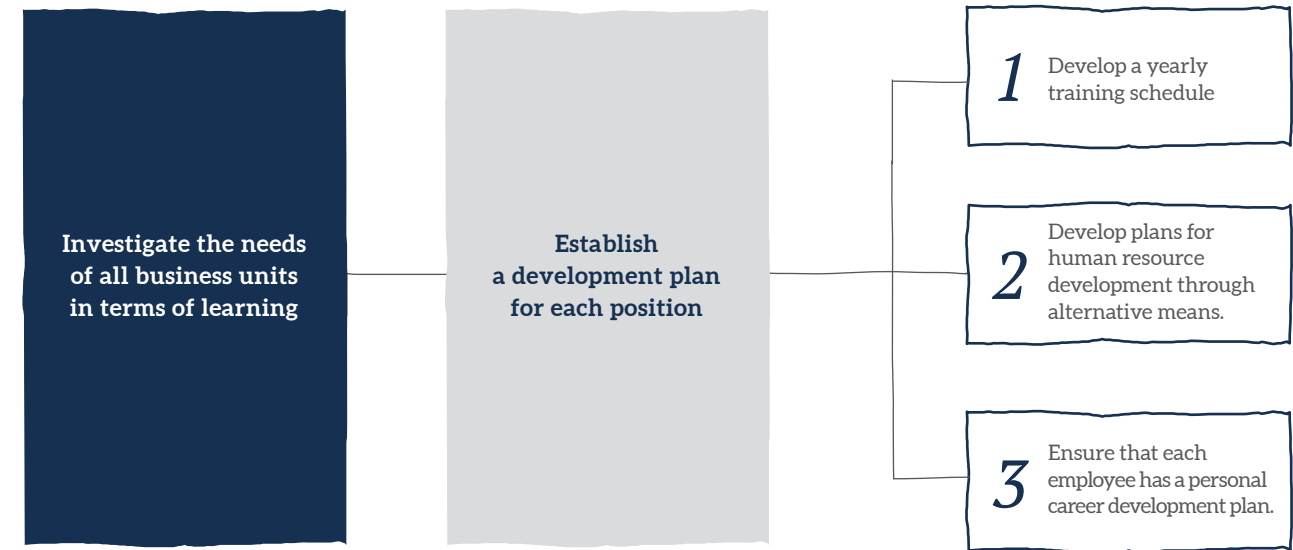 Investigate the needs
of all business units
in terms of learning
Establish
a development plan
for each position
1
Develop a yearly
training schedule
2
Develop plans for
human resource
development through
alternative means.
3
Ensure that each
employee has a personal
career development plan.